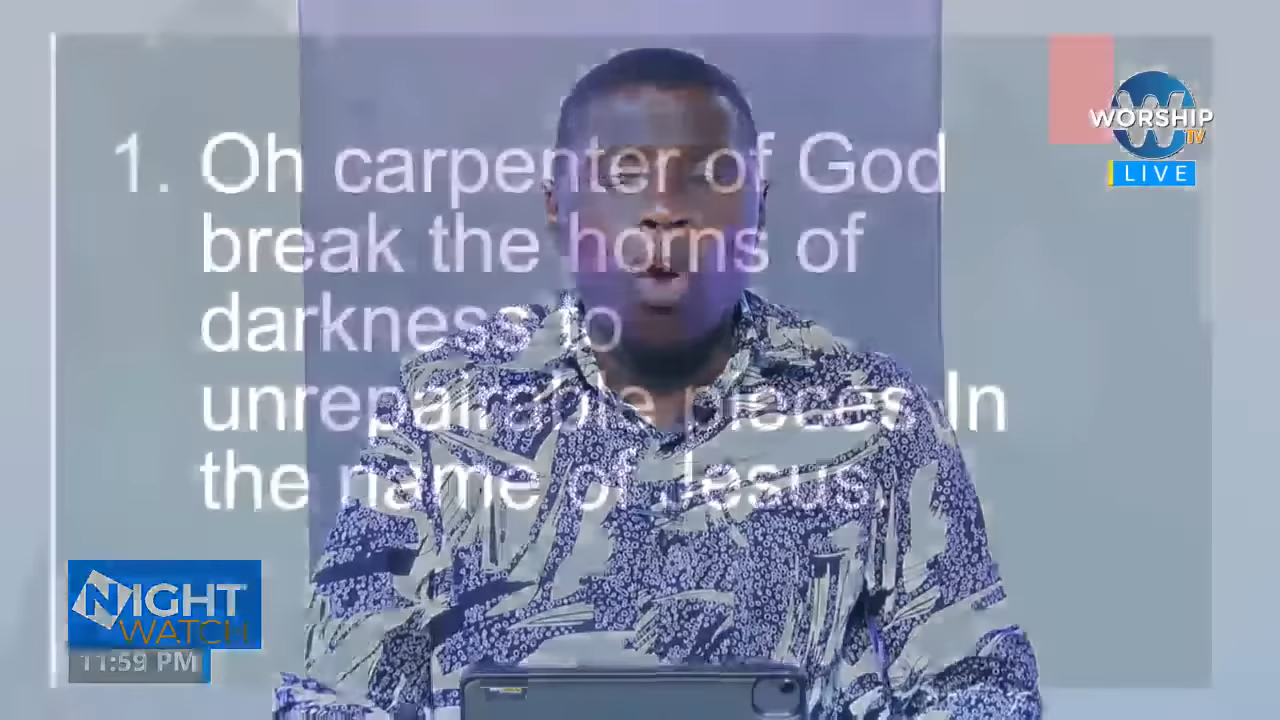 1. Oh carpenter of God
break the horns of
darkness to
unrepairable pieces In
the name of Jesus.
W
WORSHIP
TV
LIVE
NIGHT
WATCH
11:59 PM